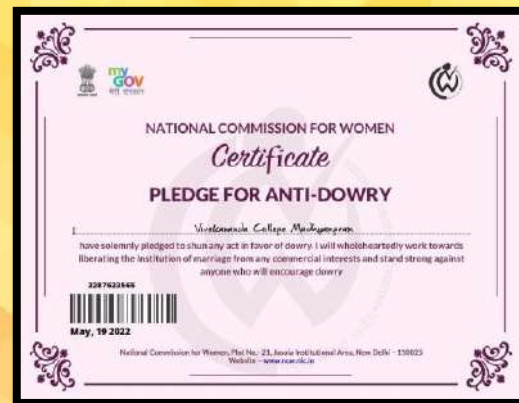 my
GOV
मेरी सरकार
NATIONAL COMMISSION FOR WOMEN
Certificate
PLEDGE FOR ANTI-DOWRY
I Vivekananda College Madhyamgram
have solemnly pledged to shun any act in favor of dowry. I will wholeheartedly work towards
liberating the institution of marriage from any commercial interests and stand strong against
anyone who will encourage dowry
May, 19 2022
National Commission for Women, Plot No.- 21, Jasola Institutional Area, New Delhi -
Website – www.ncw.nic.in